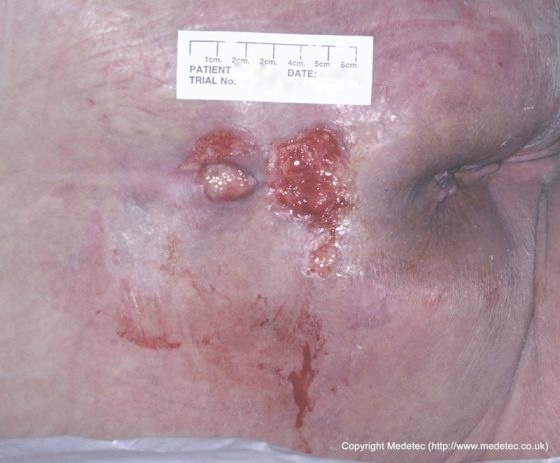 1cm. 2cm. 3cm. 4cm. 5cm 6cm
PATIENT DATE:
TRIAL No.
Copyright Medetec (http://www.medetec.co.uk)